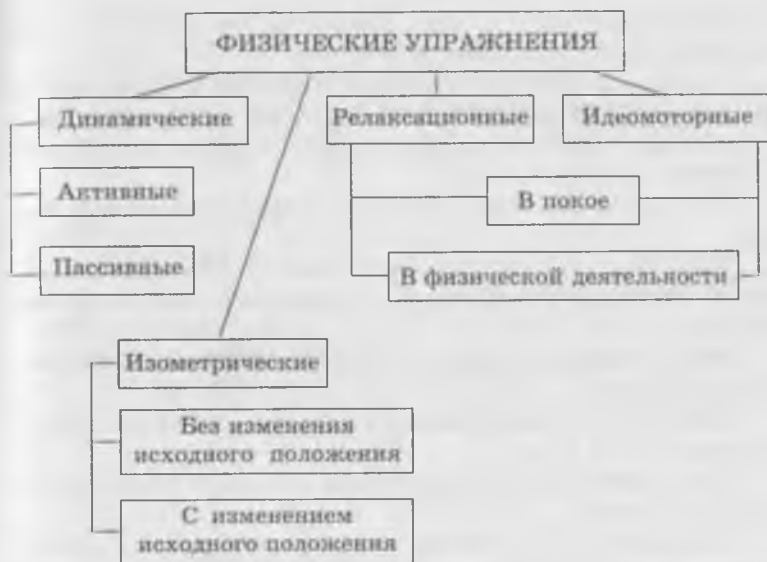 ФИЗИЧЕСКИЕ УПРАЖНЕНИЯ
Динамические
Релаксационные
Идеомоторные
Активные
В покое
Пассивные
В физической деятельности
Изометрические
Без изменения
исходного положения
С изменением
исходного положения